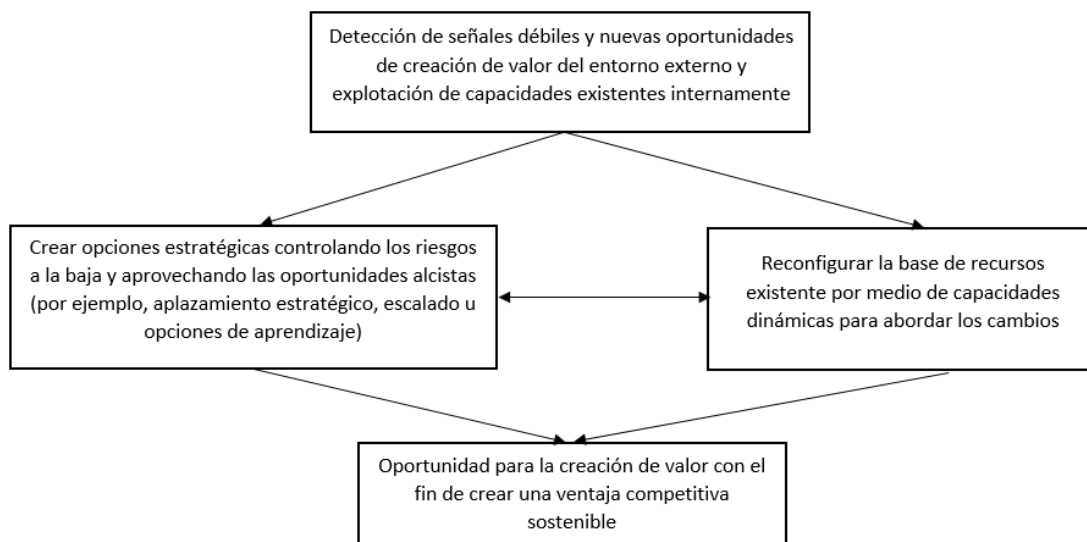 Detección de señales débiles y nuevas oportunidades
de creación de valor del entorno externo y
explotación de capacidades existentes internamente
Crear opciones estratégicas controlando los riesgos
a la baja y aprovechando las oportunidades alcistas
(por ejemplo, aplazamiento estratégico, escalado u
opciones de aprendizaje)
Reconfigurar la base de recursos
existente por medio de capacidades
dinámicas para abordar los cambios
Oportunidad para la creación de valor con el
fin de crear una ventaja competitiva
sostenible